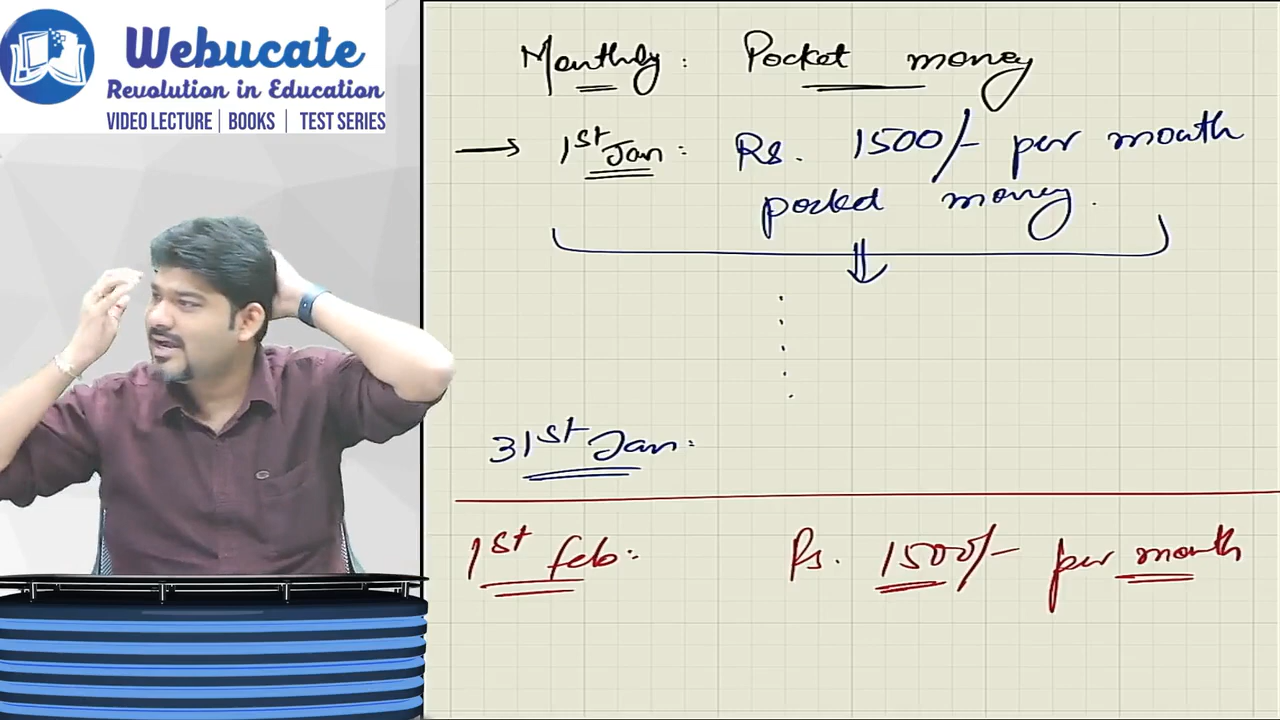 Webucate
Revolution in Education
VIDEO LECTURE | BOOKS | TEST SERIES
Monthly: Pocket money
→ 1st Jan: Rs. 1500/- per month
pocket money.
31st Jan:
1st feb: Rs. 1500/- per month